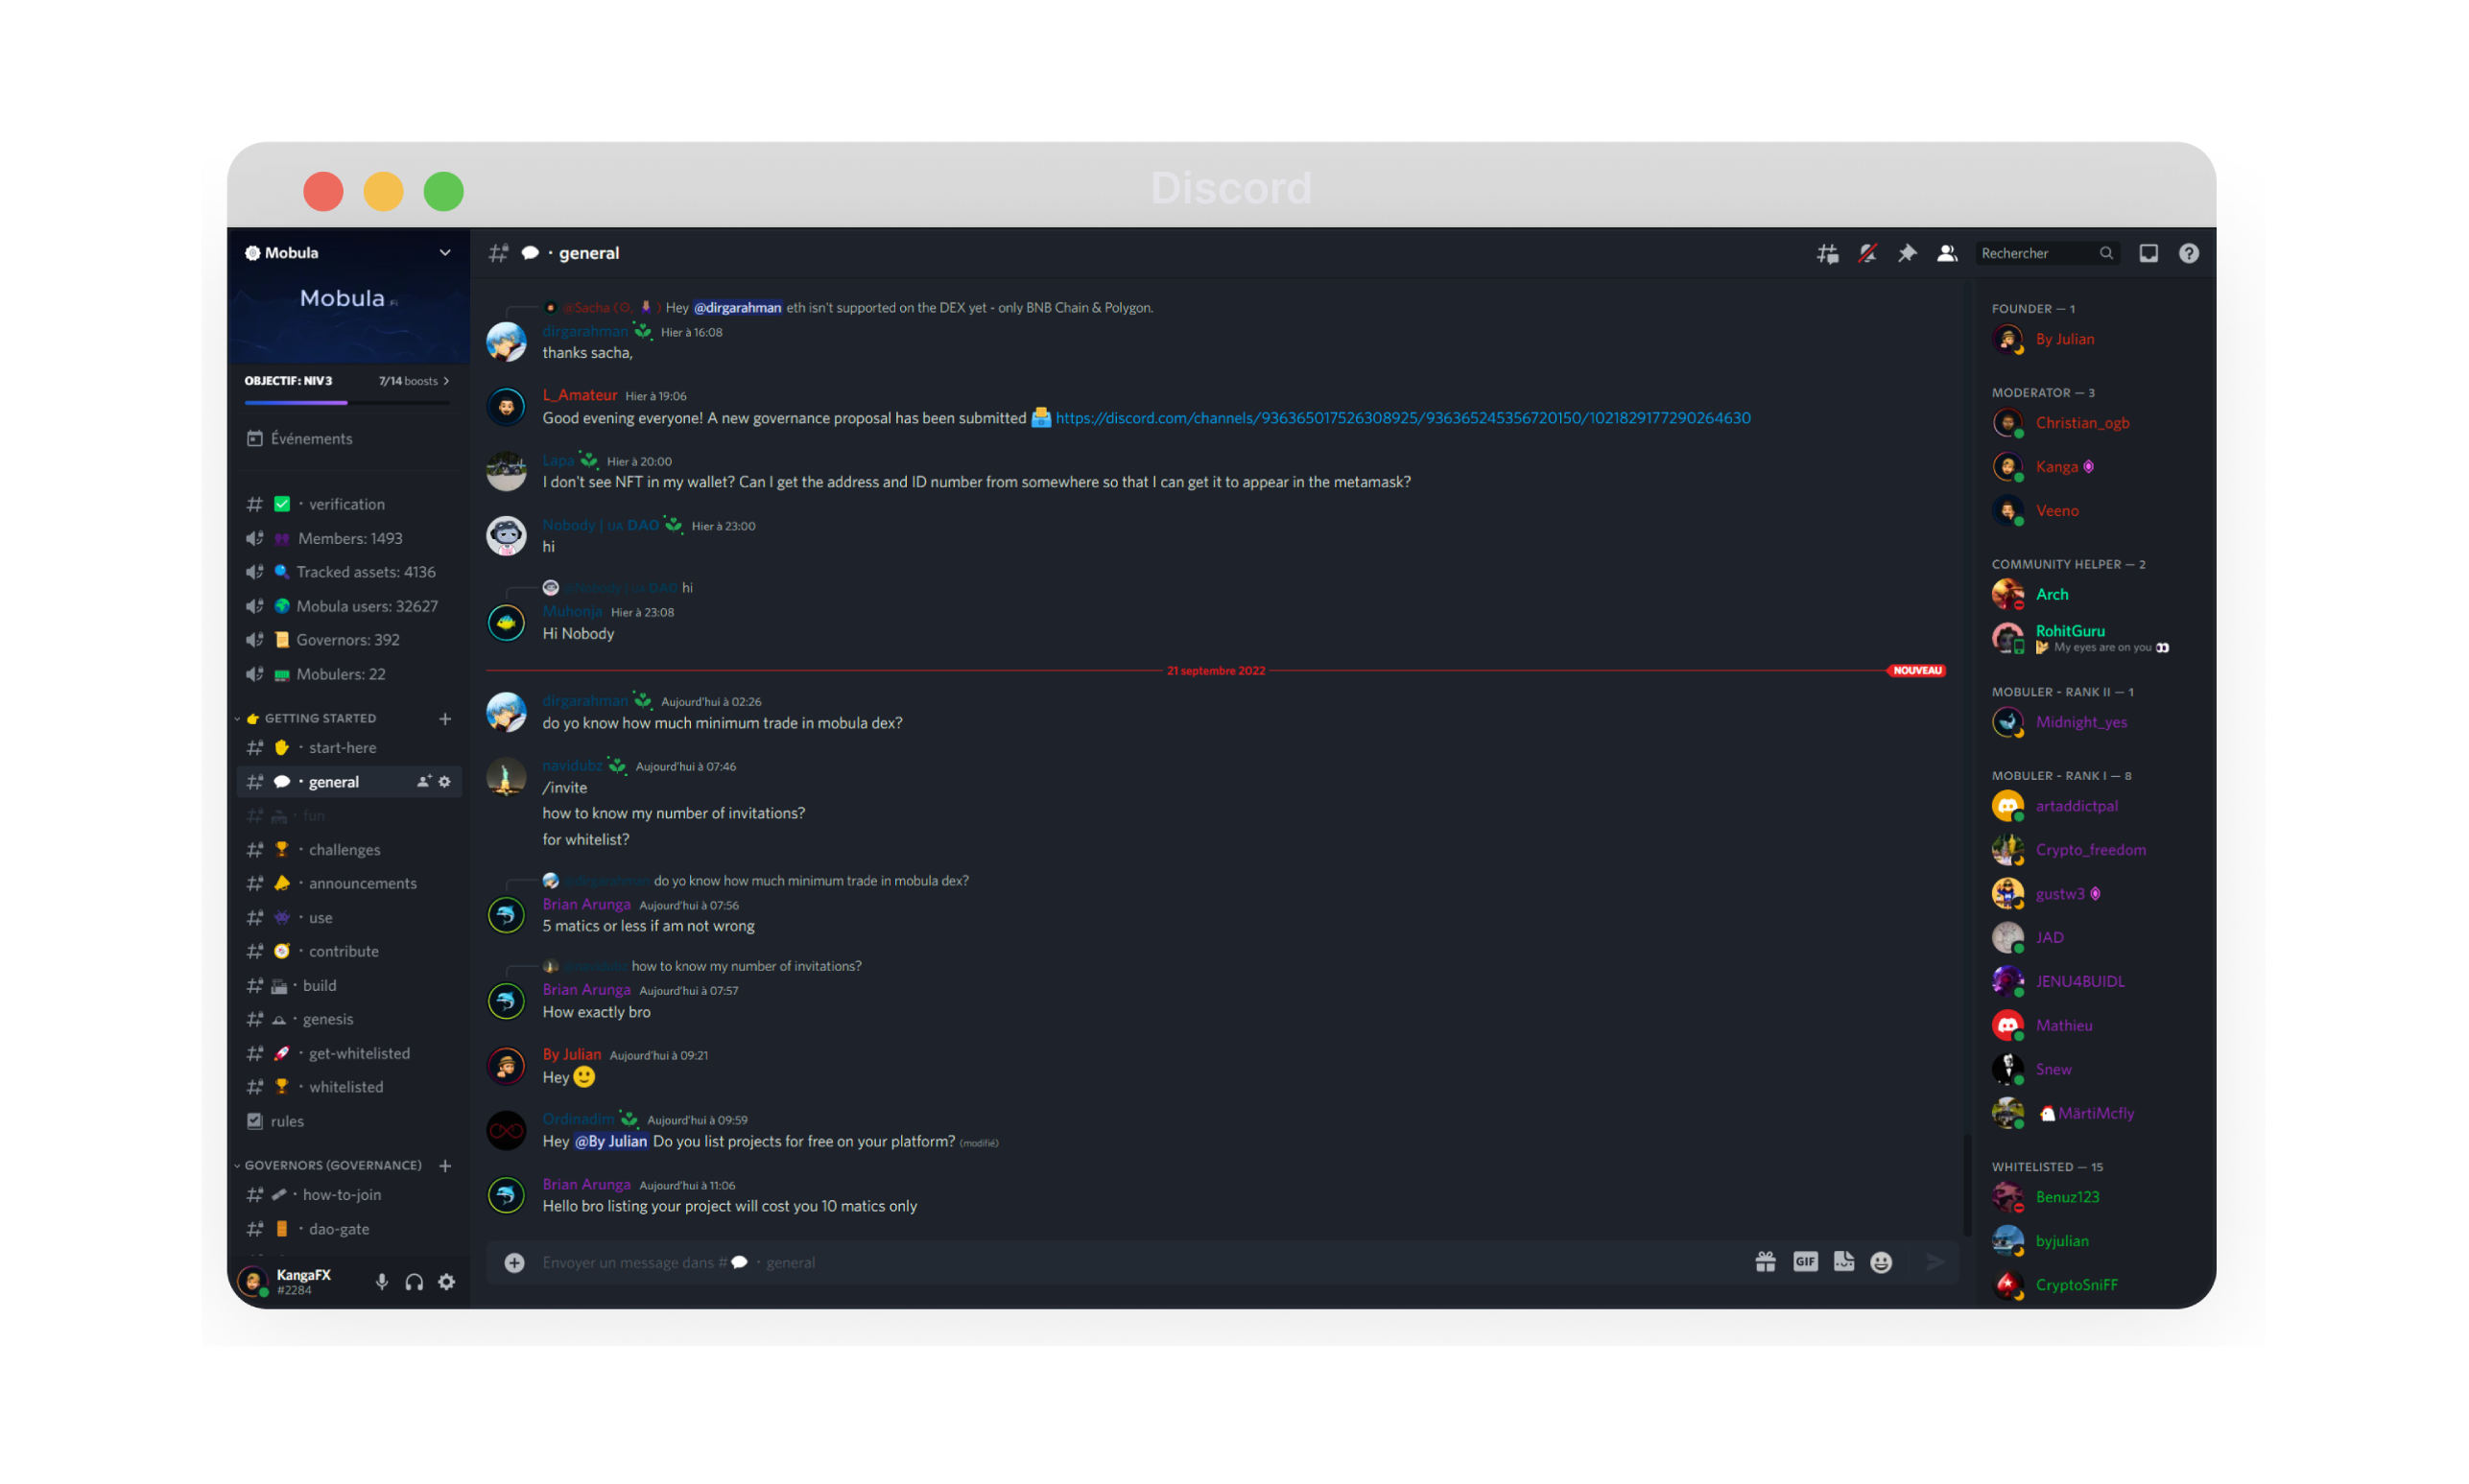 Discord
Mobula
Mobula Fi
OBJECTIF: NIV 3 7/14 boosts
Événements
verification
Members: 1493
Tracked assets: 4136
Mobula users: 32627
Governors: 392
Mobulers: 22
GETTING STARTED
start-here
general
fun
challenges
announcements
use
contribute
build
genesis
get-whitelisted
whitelisted
rules
GOVERNORS (GOVERNANCE)
how-to-join
dao-gate
KangaFX
#2284
general
Rechercher
@Sacha Hey @dirgarahman eth isn't supported on the DEX yet - only BNB Chain & Polygon.
dirgarahman Hier à 16:08
thanks sacha,
L_Amateur Hier à 19:06
Good evening everyone! A new governance proposal has been submitted https://discord.com/channels/936365017526308925/936365245356720150/1021829177290264630
Lapa Hier à 20:00
I don't see NFT in my wallet? Can I get the address and ID number from somewhere so that I can get it to appear in the metamask?
Nobody | UA DAO Hier à 23:00
hi
@Nobody | UA DAO hi
Muhonja Hier à 23:08
Hi Nobody
21 septembre 2022 NOUVEAU
dirgarahman Aujourd'hui à 02:26
do yo know how much minimum trade in mobula dex?
navidubz Aujourd'hui à 07:46
/invite
how to know my number of invitations?
for whitelist?
@dirgarahman do yo know how much minimum trade in mobula dex?
Brian Arunga Aujourd'hui à 07:56
5 matics or less if am not wrong
@navidubz how to know my number of invitations?
Brian Arunga Aujourd'hui à 07:57
How exactly bro
By Julian Aujourd'hui à 09:21
Hey
Ordinadim Aujourd'hui à 09:59
Hey @By Julian Do you list projects for free on your platform? (modifié)
Brian Arunga Aujourd'hui à 11:06
Hello bro listing your project will cost you 10 matics only
Envoyer un message dans # · general
GIF
FOUNDER — 1
By Julian
MODERATOR — 3
Christian_ogb
Kanga
Veeno
COMMUNITY HELPER — 2
Arch
RohitGuru
My eyes are on you
MOBULER - RANK II — 1
Midnight_yes
MOBULER - RANK I — 8
artaddictpal
Crypto_freedom
gustw3
JAD
JENU4BUIDL
Mathieu
Snew
MärtiMcfly
WHITELISTED — 15
Benuz123
byjulian
CryptoSniFF